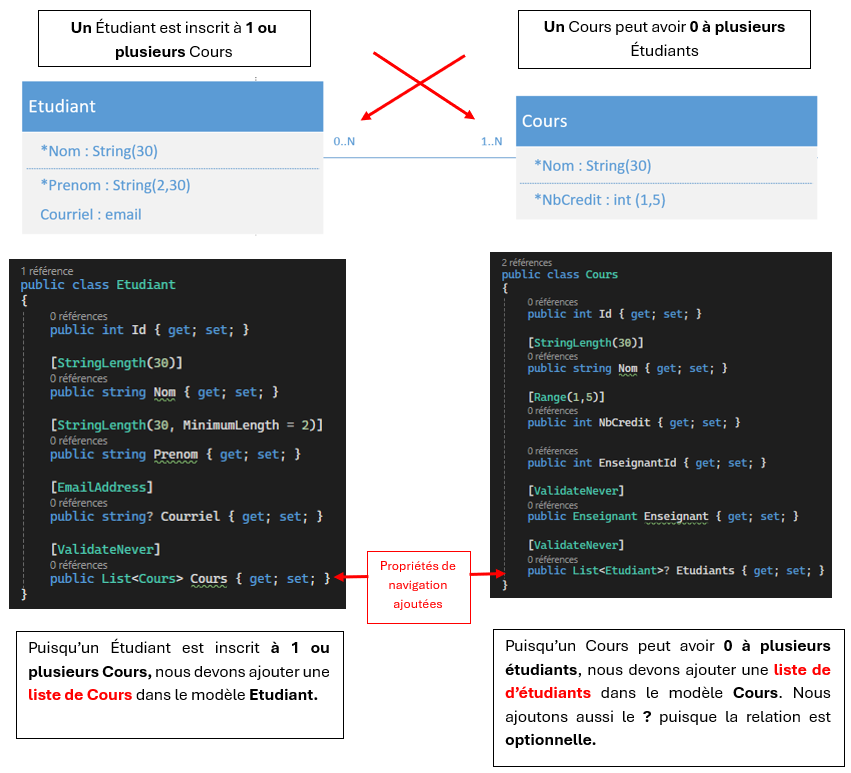 Un Étudiant est inscrit à 1 ou
plusieurs Cours
Un Cours peut avoir 0 à plusieurs
Étudiants
Etudiant
*Nom : String(30)
*Prenom : String(2,30)
Courriel : email
0..N
1..N
Cours
*Nom : String(30)
*NbCredit : int (1,5)
1 référence
public class Etudiant
{
0 références
public int Id { get; set; }
[StringLength(30)]
0 références
public string Nom { get; set; }
[StringLength(30, MinimumLength = 2)]
0 références
public string Prenom { get; set; }
[EmailAddress]
0 références
public string? Courriel { get; set; }
[ValidateNever]
0 références
public List<Cours> Cours { get; set; }
}
2 références
public class Cours
{
0 références
public int Id { get; set; }
[StringLength(30)]
0 références
public string Nom { get; set; }
[Range(1,5)]
0 références
public int NbCredit { get; set; }
0 références
public int EnseignantId { get; set; }
[ValidateNever]
0 références
public Enseignant Enseignant { get; set; }
[ValidateNever]
0 références
public List<Etudiant>? Etudiants { get; set; }
}
Propriétés de
navigation
ajoutées
Puisqu'un Étudiant est inscrit à 1 ou
plusieurs Cours, nous devons ajouter une
liste de Cours dans le modèle Etudiant.
Puisqu'un Cours peut avoir 0 à plusieurs
étudiants, nous devons ajouter une liste de
d'étudiants dans le modèle Cours. Nous
ajoutons aussi le ? puisque la relation est
optionnelle.